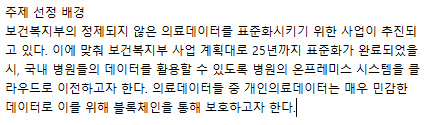 주제 선정 배경
보건복지부의 정제되지 않은 의료데이터를 표준화시키기 위한 사업이 추진되
고 있다. 이에 맞춰 보건복지부 사업 계획대로 25년까지 표준화가 완료되었을
시, 국내 병원들의 데이터를 활용할 수 있도록 병원의 온프레미스 시스템을 클
라우드로 이전하고자 한다. 의료데이터들 중 개인의료데이터는 매우 민감한
데이터로 이를 위해 블록체인을 통해 보호하고자 한다.